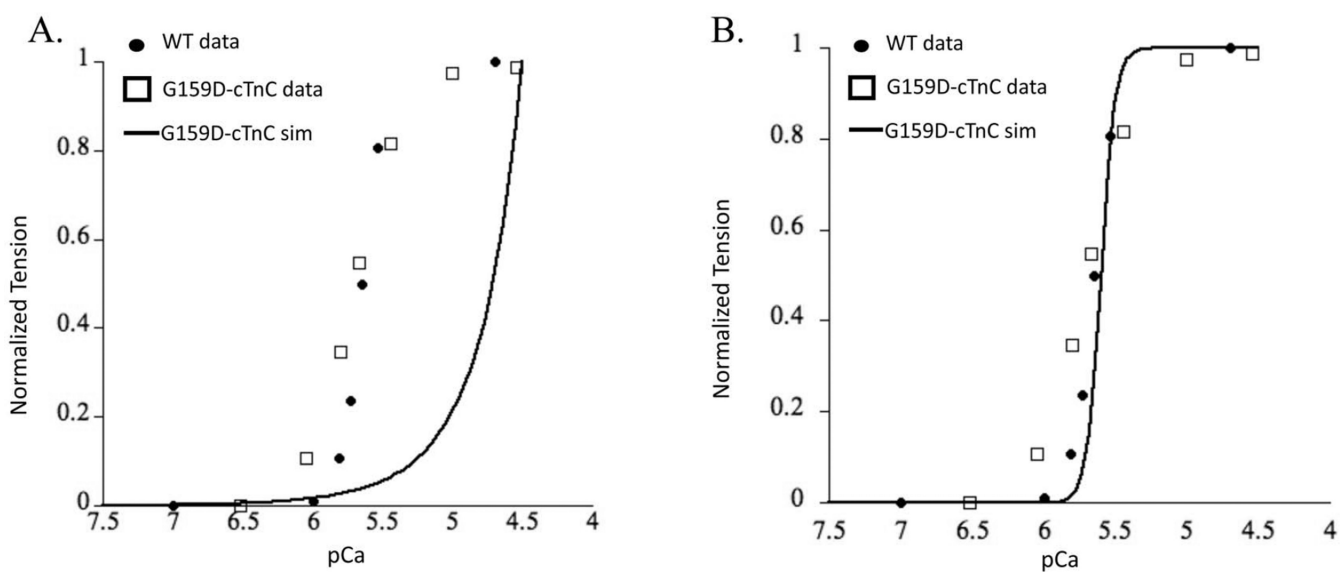 A.
WT data
G159D-cTnC data
G159D-cTnC sim
Normalized Tension
1
0.8
0.6
0.4
0.2
0
7.5
7
6.5
6
5.5
5
4.5
4
pCa
B.
WT data
G159D-cTnC data
G159D-cTnC sim
Normalized Tension
1
0.8
0.6
0.4
0.2
0
7.5
7
6.5
6
5.5
5
4.5
4
pCa